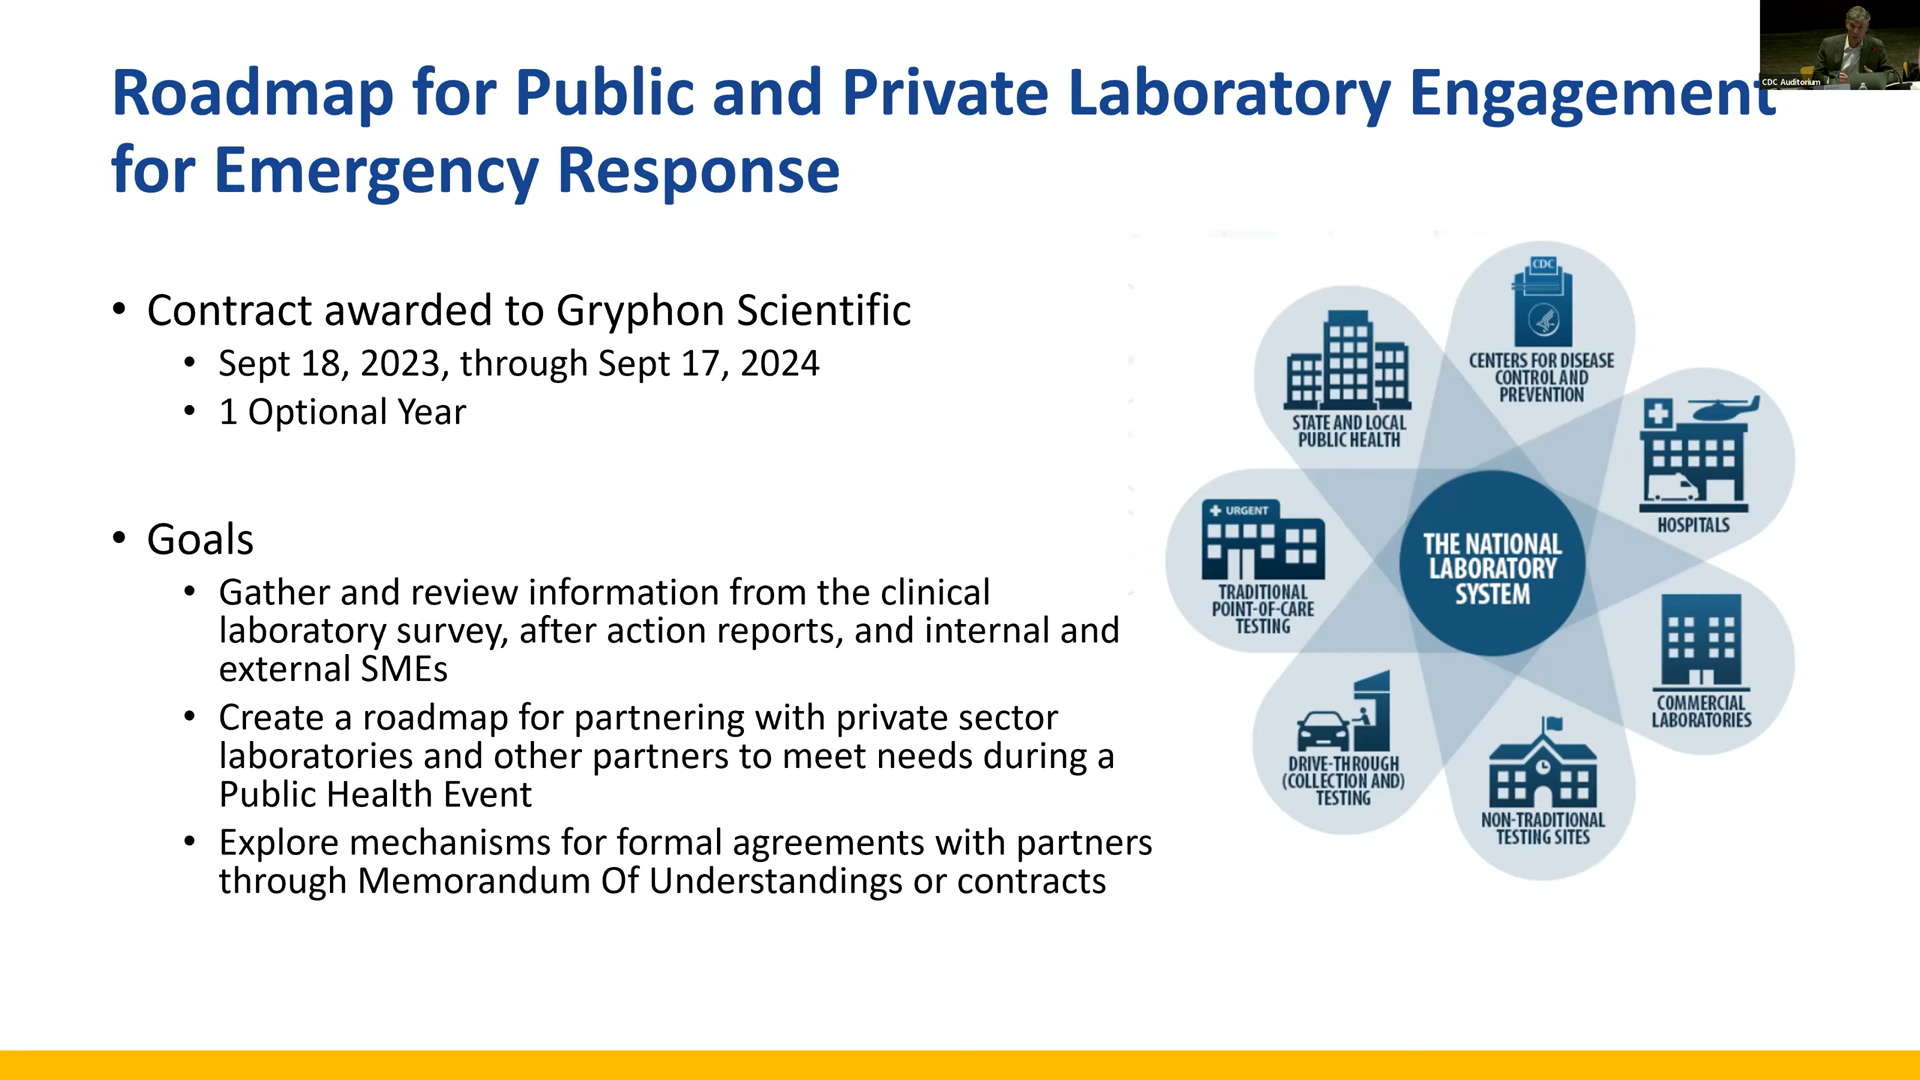 Roadmap for Public and Private Laboratory Engagement
for Emergency Response
CDC Auditorium
• Contract awarded to Gryphon Scientific
• Sept 18, 2023, through Sept 17, 2024
• 1 Optional Year
• Goals
• Gather and review information from the clinical
laboratory survey, after action reports, and internal and
external SMEs
• Create a roadmap for partnering with private sector
laboratories and other partners to meet needs during a
Public Health Event
• Explore mechanisms for formal agreements with partners
through Memorandum Of Understandings or contracts
CDC
CENTERS FOR DISEASE
CONTROL AND
PREVENTION
STATE AND LOCAL
PUBLIC HEALTH
HOSPITALS
URGENT
TRADITIONAL
POINT-OF-CARE
TESTING
THE NATIONAL
LABORATORY
SYSTEM
COMMERCIAL
LABORATORIES
DRIVE-THROUGH
(COLLECTION AND)
TESTING
NON-TRADITIONAL
TESTING SITES